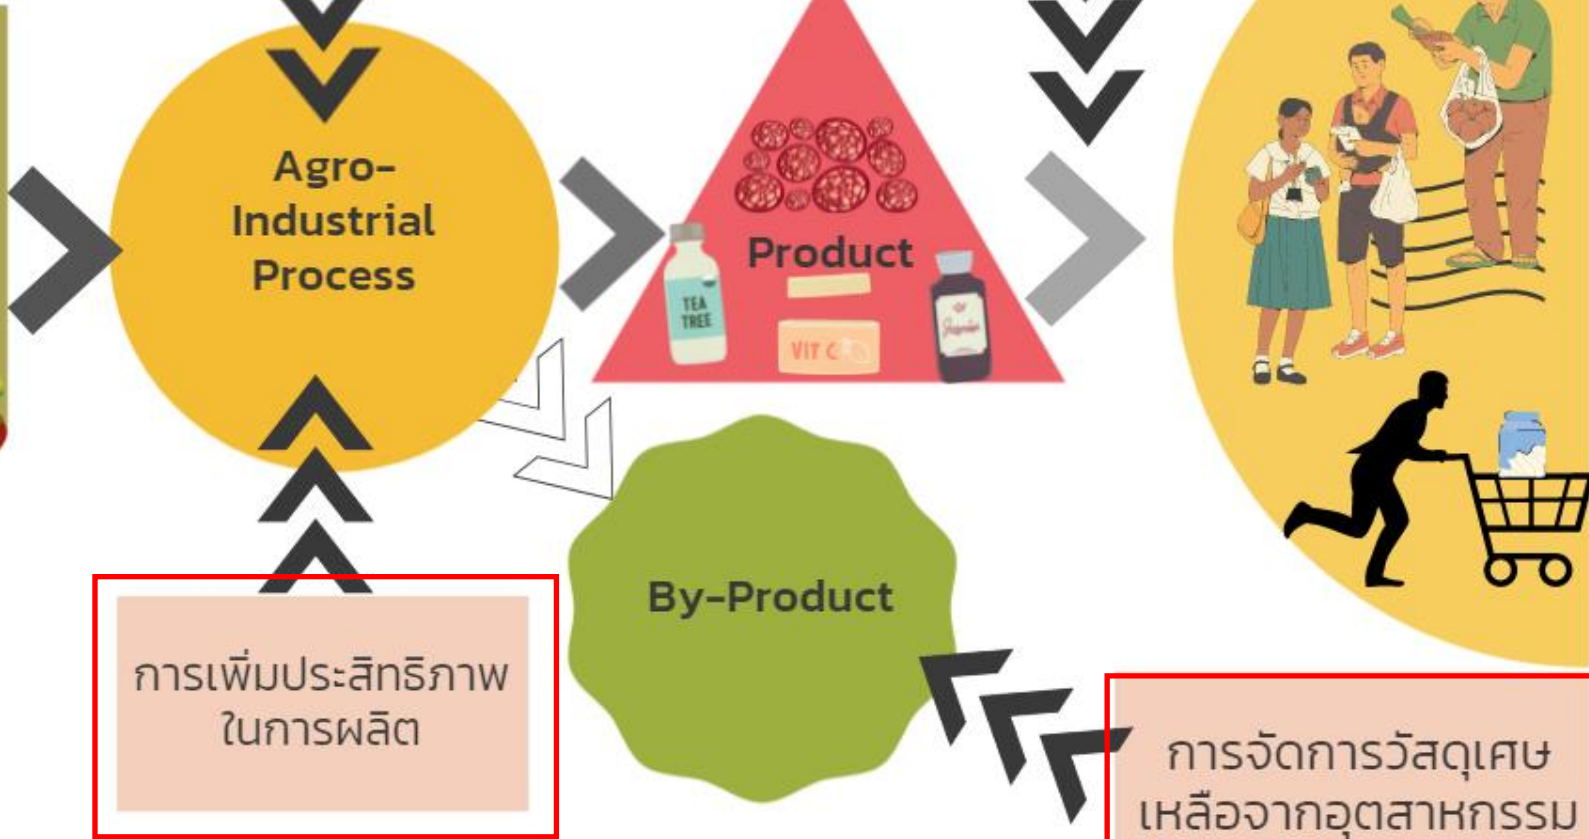 Agro-
Industrial
Process
Product
TEA
TREE
VIT C
Jasmin
By-Product
การเพิ่มประสิทธิภาพ
ในการผลิต
การจัดการวัสดุเศษ
เหลือจากอุตสาหกรรม